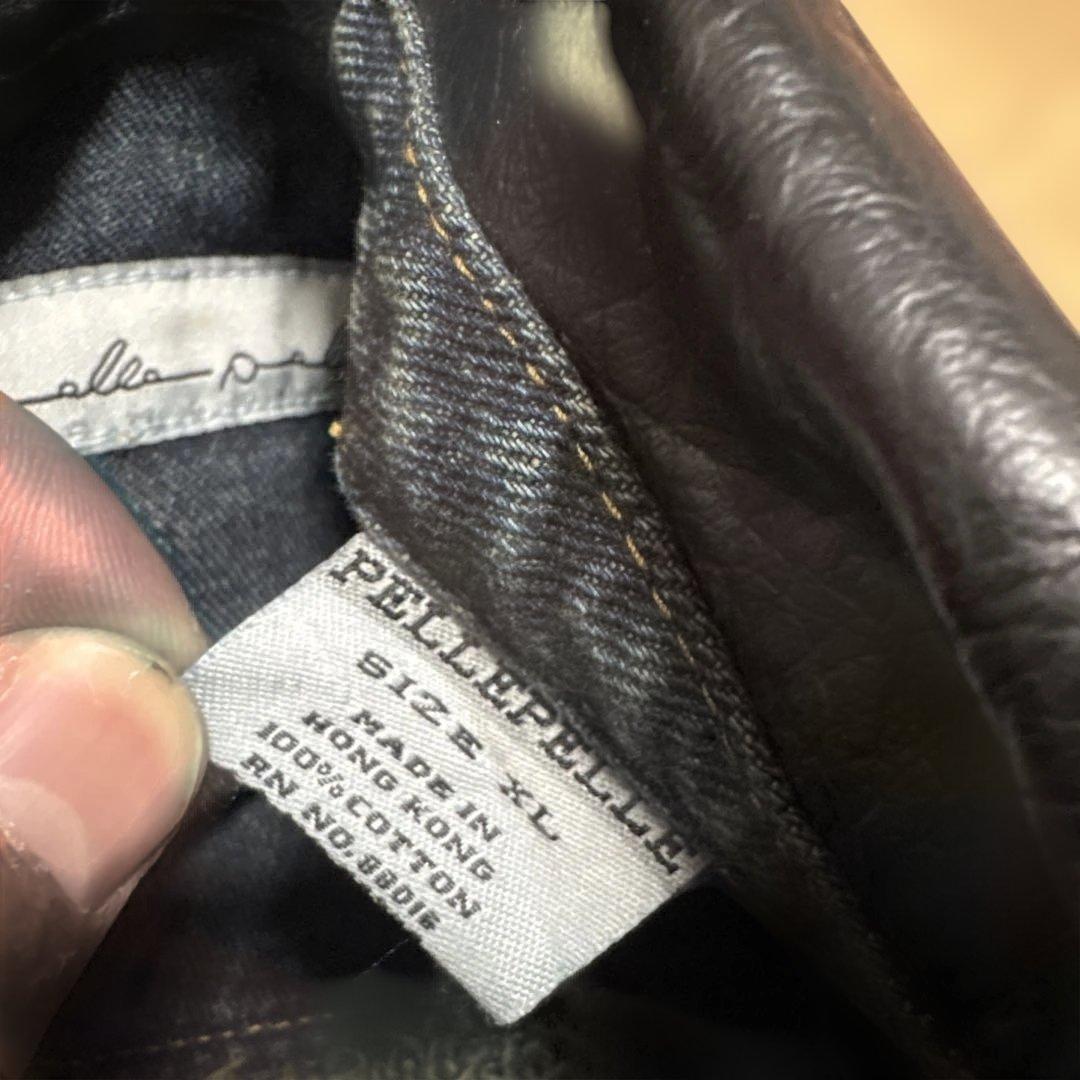 PELLEPELLE
SIZE XL
MADE IN
HONG KONG
100%COTTON
RN NO.88016